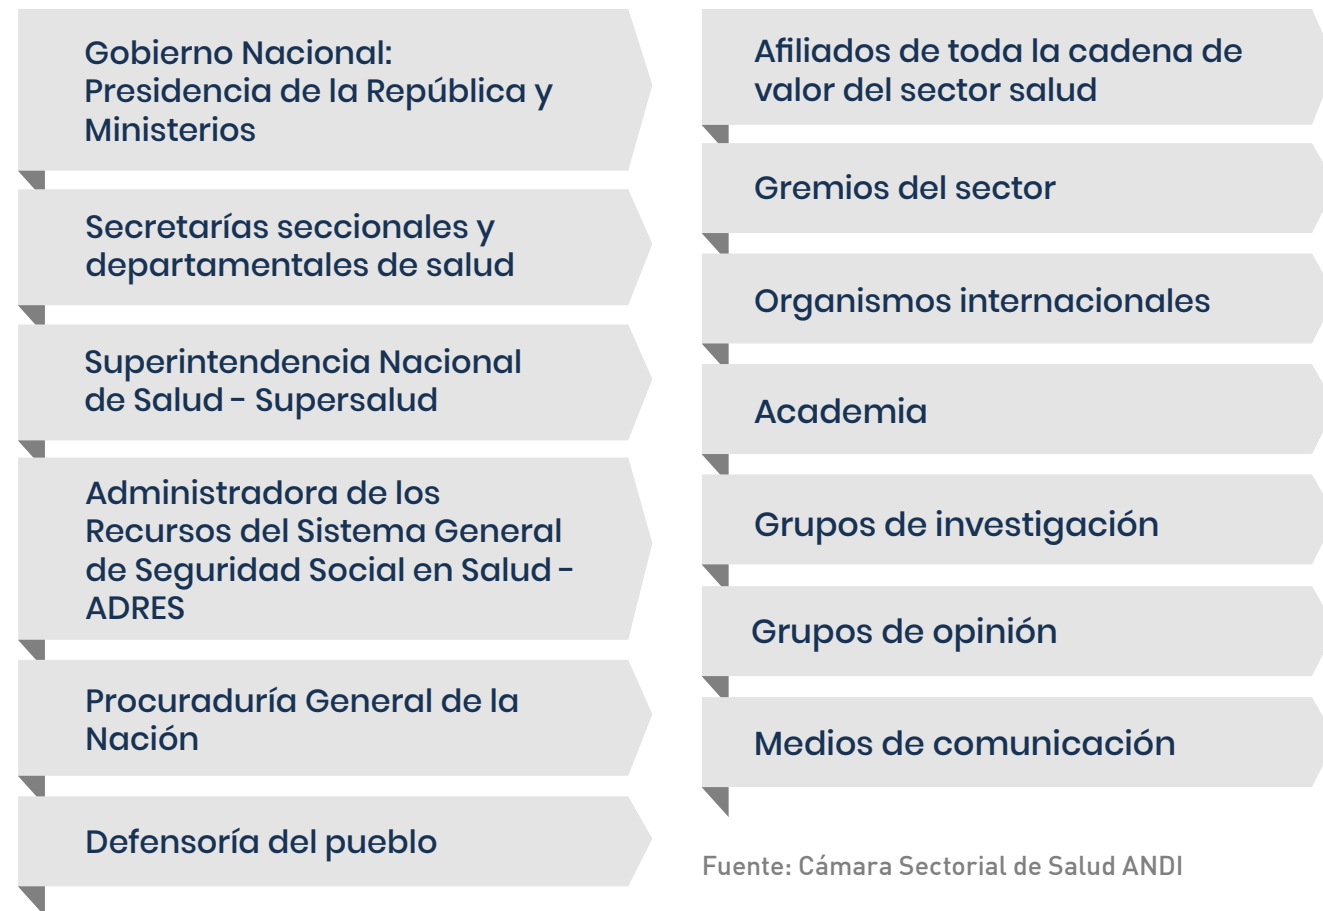 Gobierno Nacional:
Presidencia de la República y
Ministerios
Secretarías seccionales y
departamentales de salud
Superintendencia Nacional
de Salud - Supersalud
Administradora de los
Recursos del Sistema General
de Seguridad Social en Salud -
ADRES
Procuraduría General de la
Nación
Defensoría del pueblo
Afiliados de toda la cadena de
valor del sector salud
Gremios del sector
Organismos internacionales
Academia
Grupos de investigación
Grupos de opinión
Medios de comunicación
Fuente: Cámara Sectorial de Salud ANDI